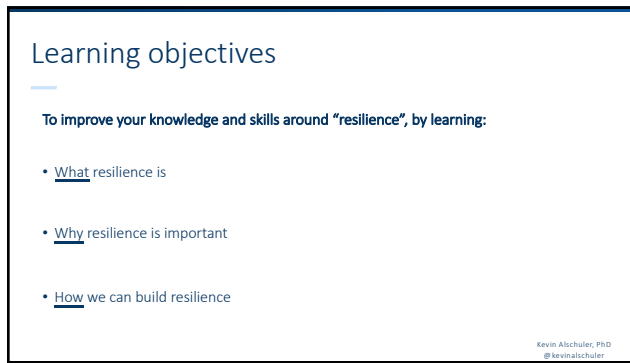 Learning objectives
To improve your knowledge and skills around “resilience”, by learning:
• What resilience is
• Why resilience is important
• How we can build resilience
Kevin Alschuler, PhD
@kevinalschuler